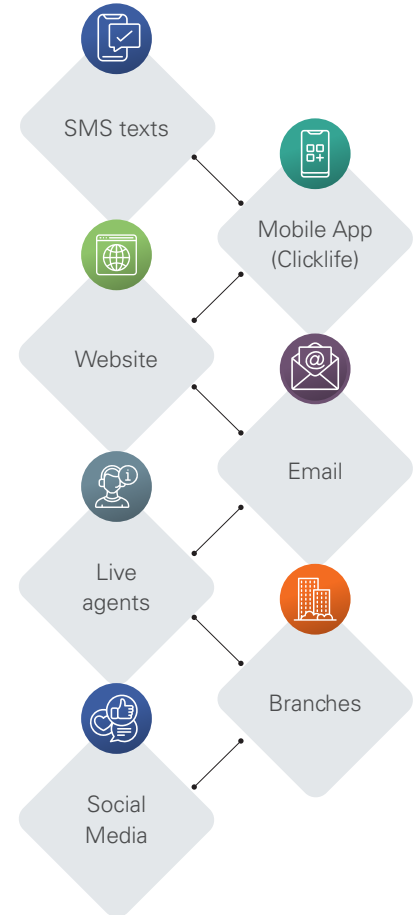 SMS texts
Mobile App
(Clicklife)
Website
Email
Live
agents
Branches
Social
Media